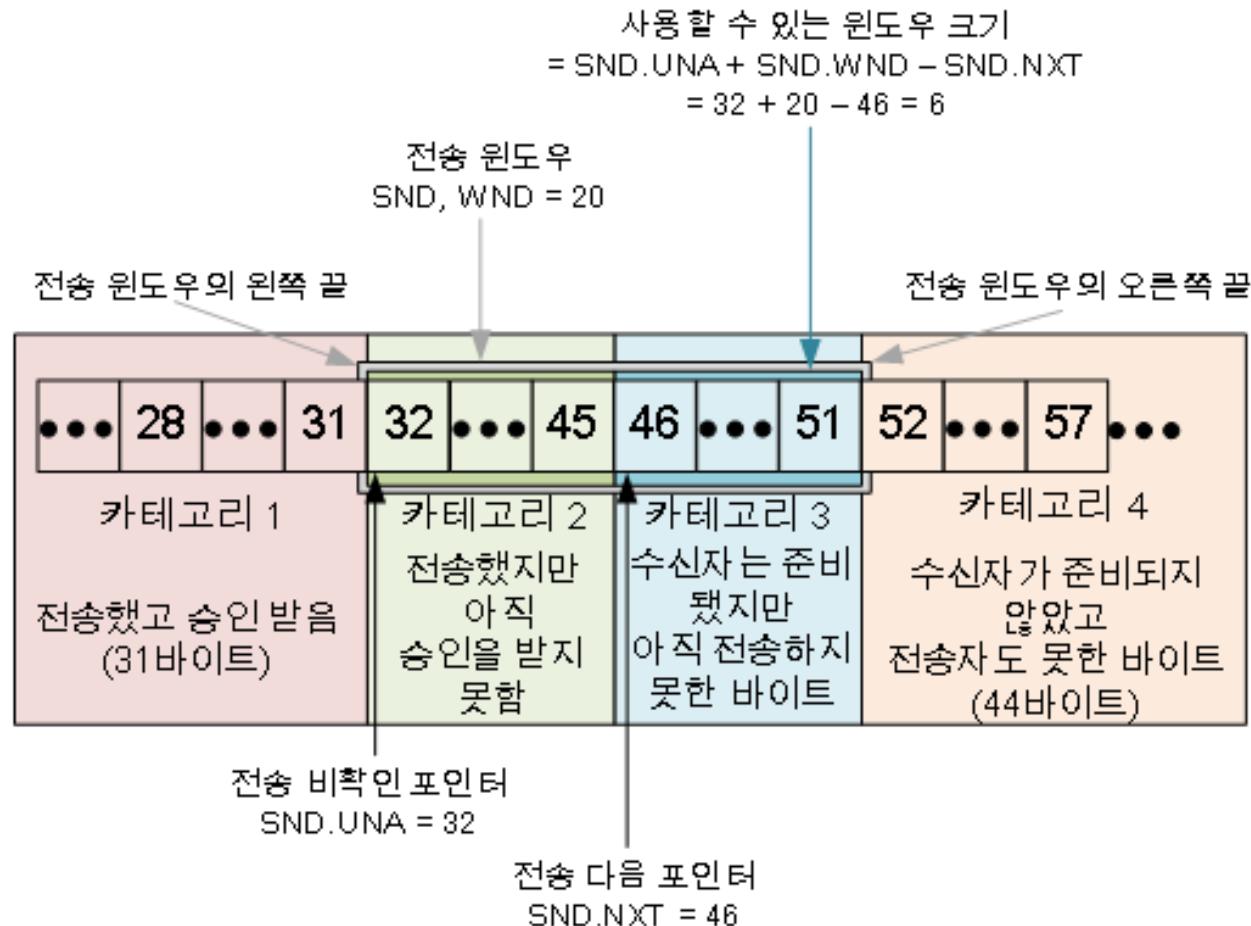 사용할 수 있는 윈도우 크기
= SND.UNA + SND.WND – SND.NXT
= 32 + 20 – 46 = 6
전송 윈도우
SND, WND = 20
전송 윈도우의 왼쪽 끝
전송 윈도우의 오른쪽 끝
••• 28 ••• 31 32 ••• 45 46 ••• 51 52 ••• 57 •••
카테고리 1
전송했고 승인 받음
(31바이트)
카테고리 2
전송했지만
아직
승인을 받지
못함
카테고리 3
수신자는 준비
됐지만
아직 전송하지
못한 바이트
카테고리 4
수신자가 준비되지
않았고
전송자도 못한 바이트
(44바이트)
전송 비확인 포인터
SND.UNA = 32
전송 다음 포인터
SND.NXT = 46